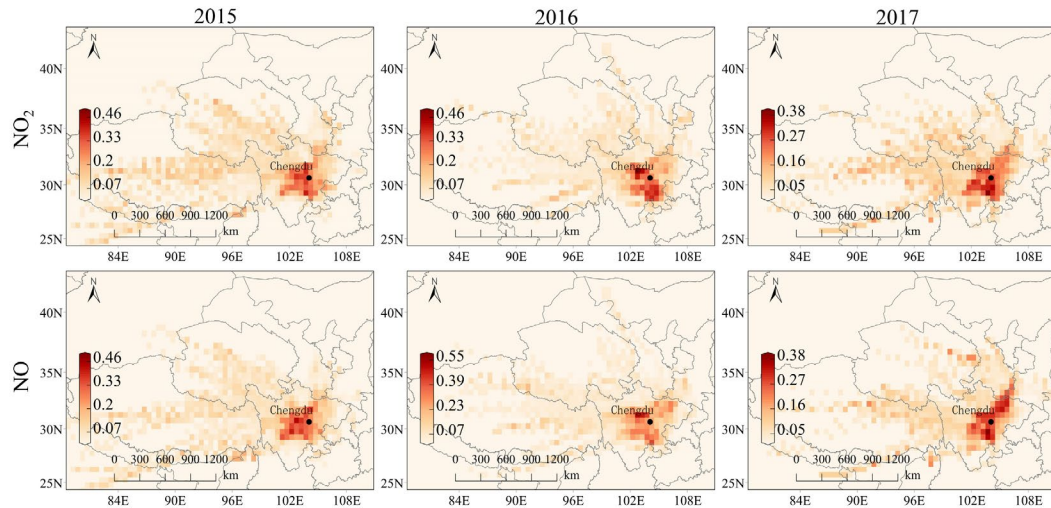 2015 2016 2017
NO2
N N N
40N 40N 40N
35N 35N 35N
30N 30N 30N
25N 25N 25N
0.46 0.46 0.38
0.33 0.33 0.27
0.2 0.2 0.16
0.07 0.07 0.05
Chengdu Chengdu Chengdu
0 300 600 900 1200 0 300 600 900 1200 0 300 600 900 1200
km km km
84E 90E 96E 102E 108E 84E 90E 96E 102E 108E 84E 90E 96E 102E 108E
NO
N N N
40N 40N 40N
35N 35N 35N
30N 30N 30N
25N 25N 25N
0.46 0.55 0.38
0.33 0.39 0.27
0.2 0.23 0.16
0.07 0.07 0.05
Chengdu Chengdu Chengdu
0 300 600 900 1200 0 300 600 900 1200 0 300 600 900 1200
km km km
84E 90E 96E 102E 108E 84E 90E 96E 102E 108E 84E 90E 96E 102E 108E